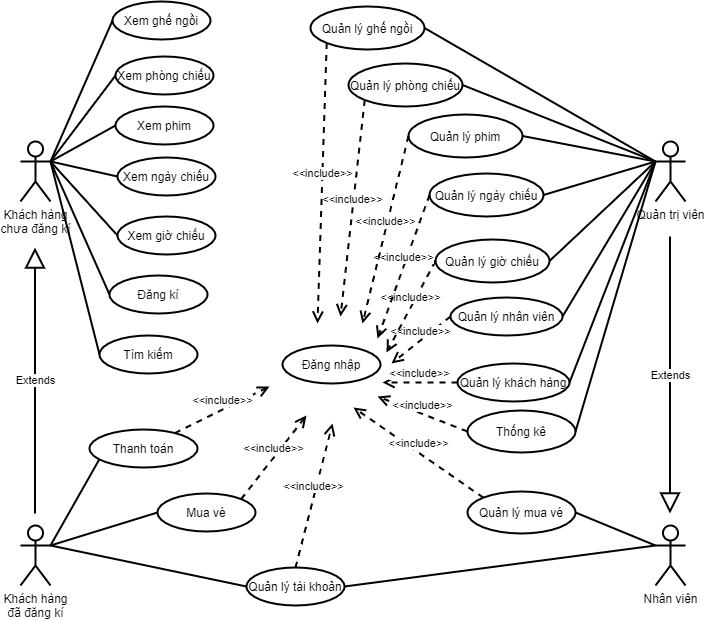 Xem ghế ngồi
Quản lý ghế ngồi
Xem phòng chiếu
Quản lý phòng chiếu
Xem phim
Quản lý phim
Xem ngày chiếu
Quản lý ngày chiếu
Khách hàng
chưa đăng kí
Quản trị viên
Xem giờ chiếu
Quản lý giờ chiếu
Đăng kí
Quản lý nhân viên
Tìm kiếm
Đăng nhập
Quản lý khách hàng
Thống kê
<<include>>
<<include>>
<<include>>
<<include>>
<<include>>
<<include>>
<<include>>
<<include>>
<<include>>
<<include>>
<<include>>
<<include>>
Extends
Extends
Thanh toán
Mua vé
Quản lý mua vé
Quản lý tài khoản
Khách hàng
đã đăng kí
Nhân viên